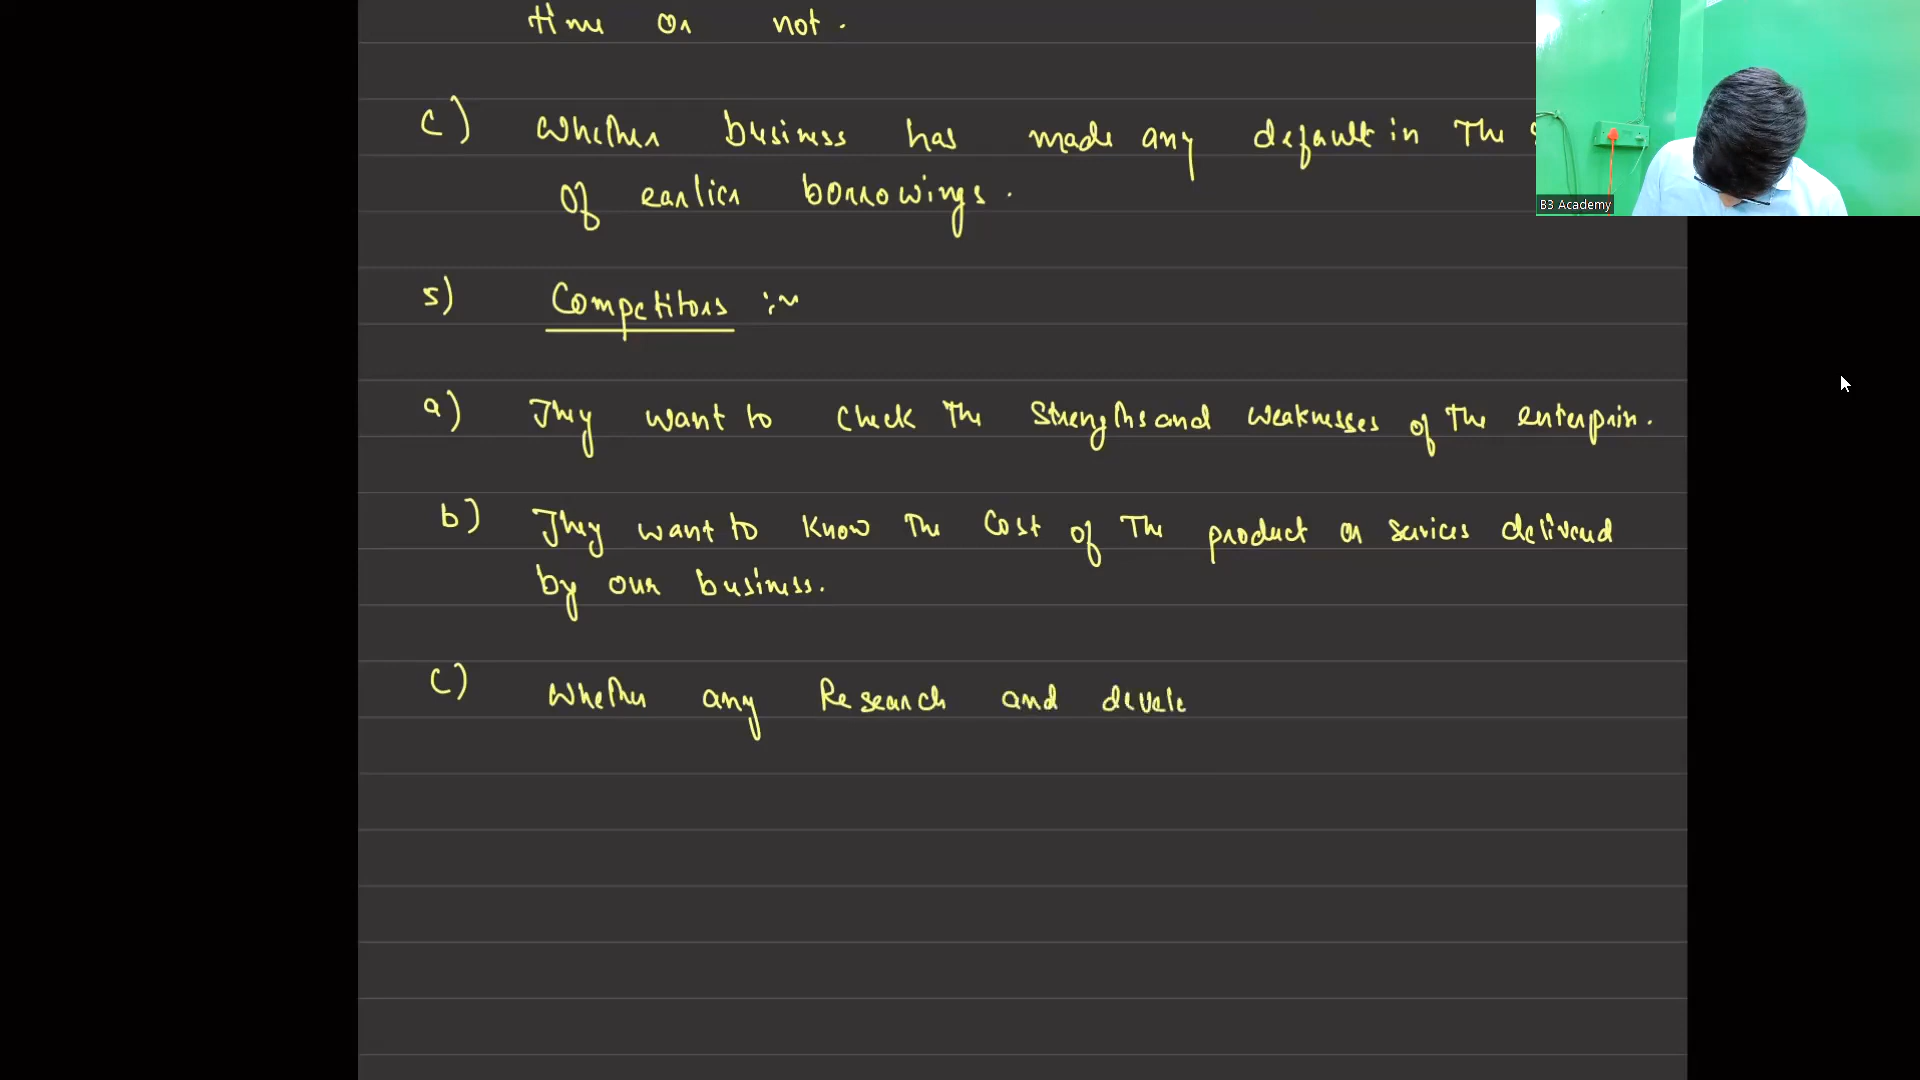 time or not.
c) Whether business has made any default in the
of earlier borrowings.
B3 Academy
5) Competitors :~
a) They want to check the strengths and weaknesses of the enterprise.
b) They want to know the cost of the product or services delivered
by our business.
c) Whether any Research and develo